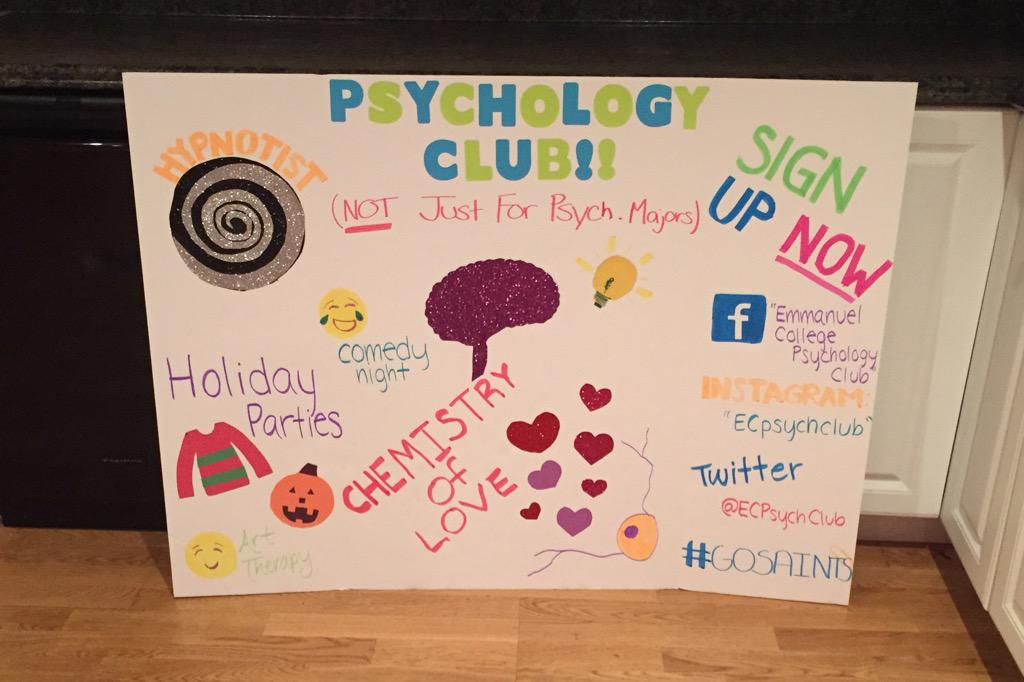 PSYCHOLOGY
CLUB!!
(NOT Just For Psych. Majors)
HYPNOTIST
SIGN
UP
NOW
comedy
night
Holiday
Parties
CHEMISTRY
Of
LOVE
Art
Therapy
f
"Emmanuel
College
Psychology
Club"
INSTAGRAM:
"ECpsychclub"
Twitter
@ECPsychClub
#GOSAINTS